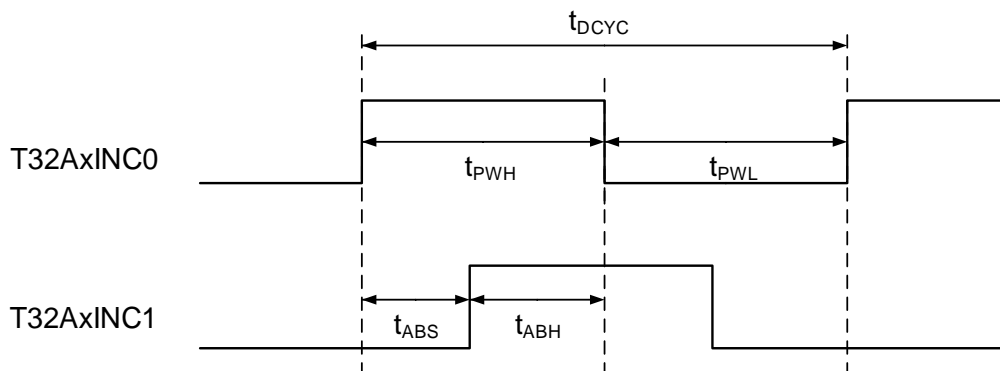 tDCYC
T32AxINC0
tPWH
tPWL
T32AxINC1
tABS
tABH